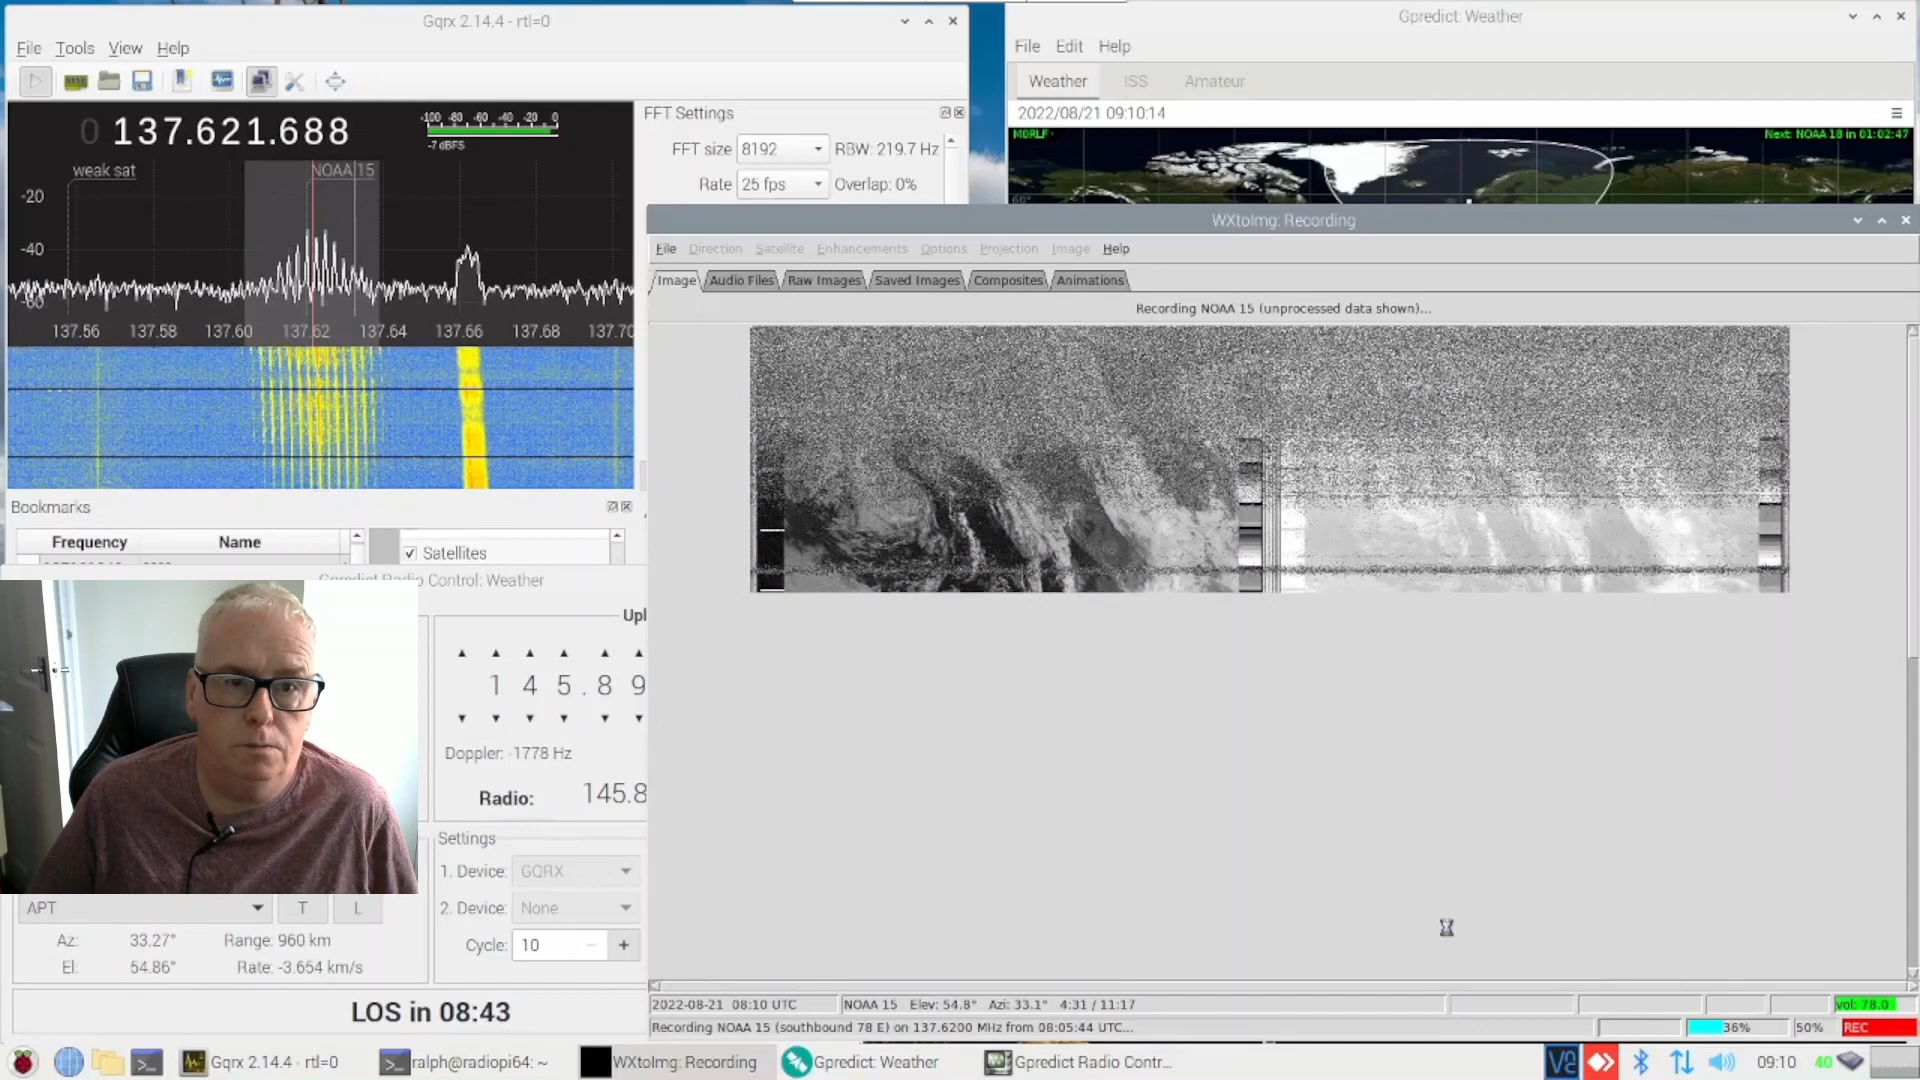 Gqrx 2.14.4 - rtl=0
File Tools View Help
0 137.621.688
-100 -80 -60 -40 -20 0
-7 dBFS
weak sat
NOAA 15
-20
-40
-60
137.56 137.58 137.60 137.62 137.64 137.66 137.68 137.70
FFT Settings
FFT size 8192 RBW: 219.7 Hz
Rate 25 fps Overlap: 0%
Bookmarks
Frequency Name
Satellites
Gpredict: Weather
File Edit Help
Weather ISS Amateur
2022/08/21 09:10:14
M0RLF
Next: NOAA 18 in 01:02:47
60°
WXtoImg: Recording
File Direction Satellite Enhancements Options Projection Image Help
Image Audio Files Raw Images Saved Images Composites Animations
Recording NOAA 15 (unprocessed data shown)...
Gpredict Radio Control: Weather
Upl
145.89
Doppler: -1778 Hz
Radio: 145.8
Settings
1. Device: GQRX
2. Device: None
Cycle: 10 − +
APT T L
Az: 33.27° Range: 960 km
El: 54.86° Rate: -3.654 km/s
LOS in 08:43
2022-08-21 08:10 UTC NOAA 15 Elev: 54.8° Azi: 33.1° 4:31 / 11:17 vol: 78.0
Recording NOAA 15 (southbound 78 E) on 137.6200 MHz from 08:05:44 UTC... 36% 50% REC
Gqrx 2.14.4 - rtl=0 ralph@radiopi64: ~ WXtoImg: Recording Gpredict: Weather Gpredict Radio Contr... 09:10 40